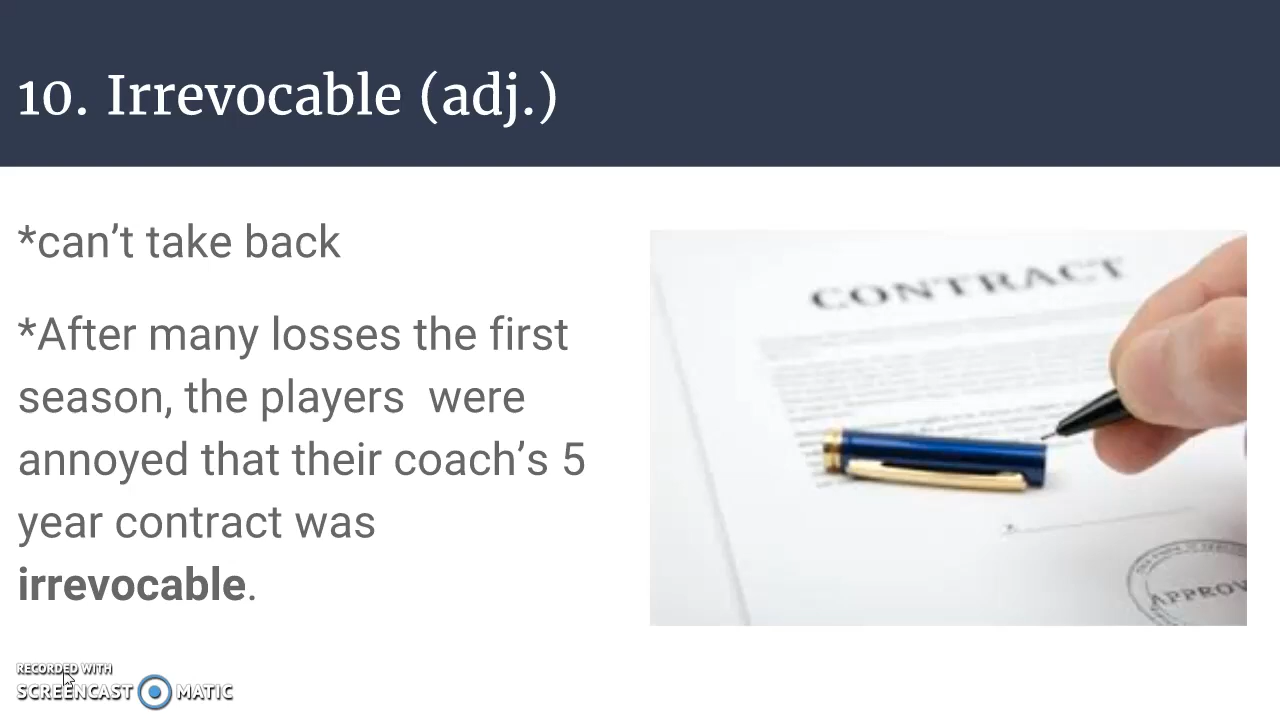 10. Irrevocable (adj.)
*can’t take back
*After many losses the first
season, the players  were
annoyed that their coach’s 5
year contract was
irrevocable.
CONTRACT
RECORDED WITH
SCREENCAST MATIC